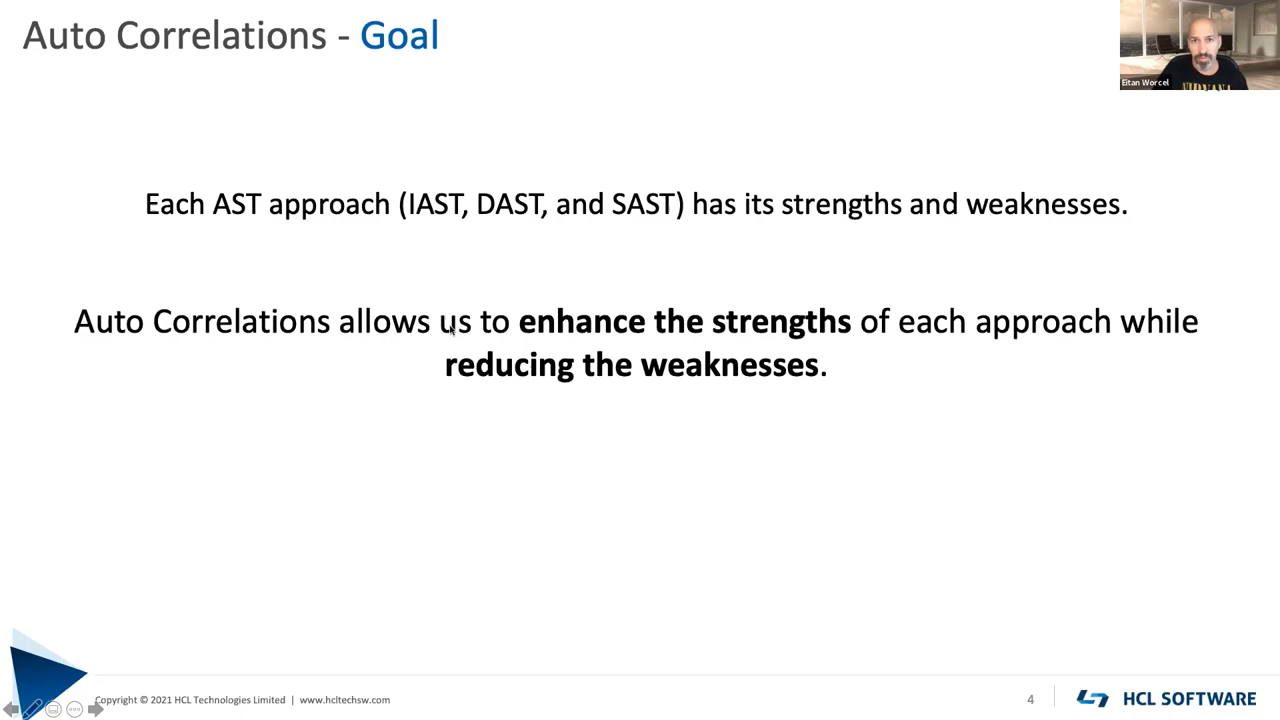 Auto Correlations - Goal
Eitan Worcel
NIRVANA
Each AST approach (IAST, DAST, and SAST) has its strengths and weaknesses.
Auto Correlations allows us to enhance the strengths of each approach while
reducing the weaknesses.
Copyright © 2021 HCL Technologies Limited | www.hcltechsw.com
4
HCL SOFTWARE